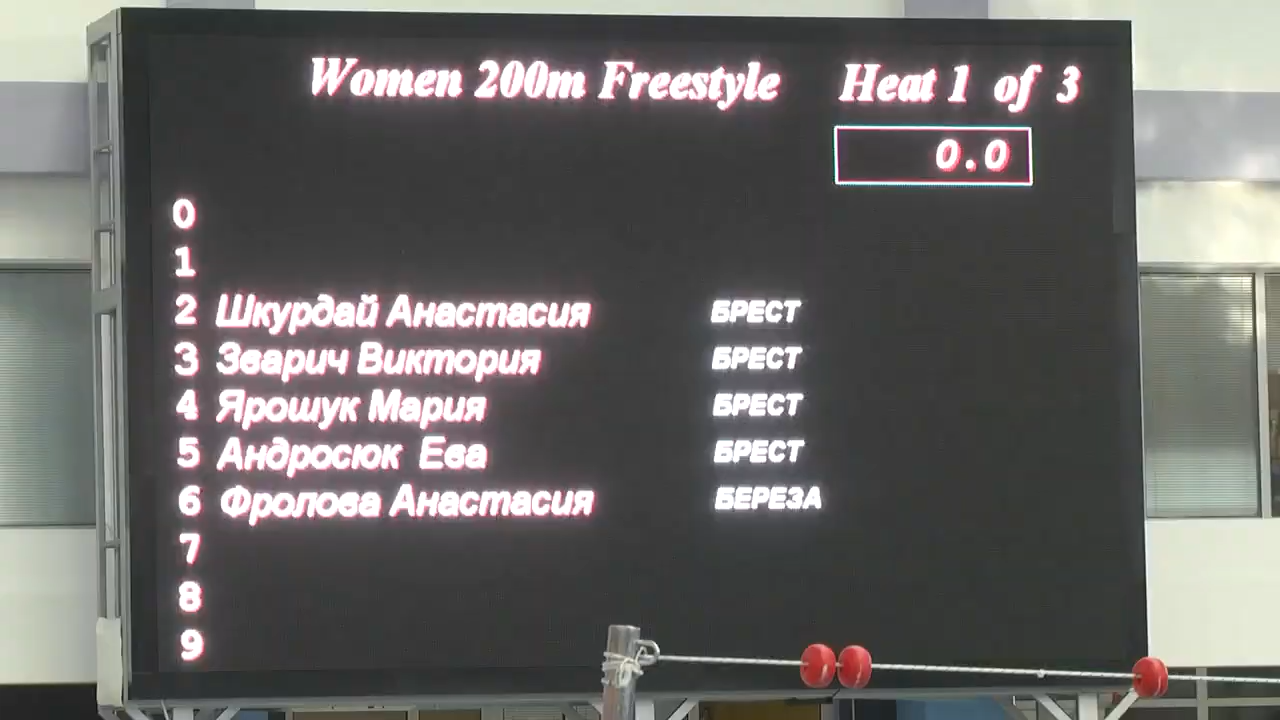 Women 200m Freestyle Heat 1 of 3
0.0
0
1
2 Шкурдай Анастасия БРЕСТ
3 Зварич Виктория БРЕСТ
4 Ярошук Мария БРЕСТ
5 Андросюк Ева БРЕСТ
6 Фролова Анастасия БЕРЕЗА
7
8
9